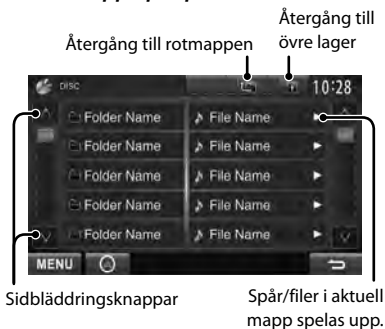 Återgång till
övre lager
Återgång till rotmappen
DISC 10:28
Folder Name File Name
Folder Name File Name
Folder Name File Name
Folder Name File Name
Folder Name File Name
MENU
Sidbläddringsknappar
Spår/filer i aktuell
mapp spelas upp.